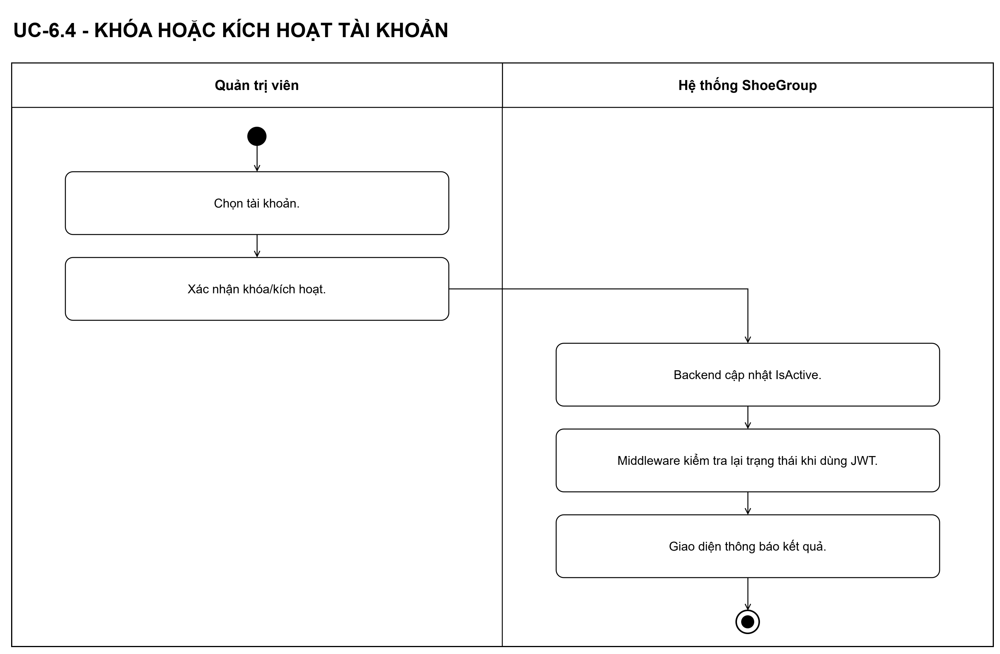 UC-6.4 - KHÓA HOẶC KÍCH HOẠT TÀI KHOẢN
Quản trị viên
Hệ thống ShoeGroup
Chọn tài khoản.
Xác nhận khóa/kích hoạt.
Backend cập nhật IsActive.
Middleware kiểm tra lại trạng thái khi dùng JWT.
Giao diện thông báo kết quả.